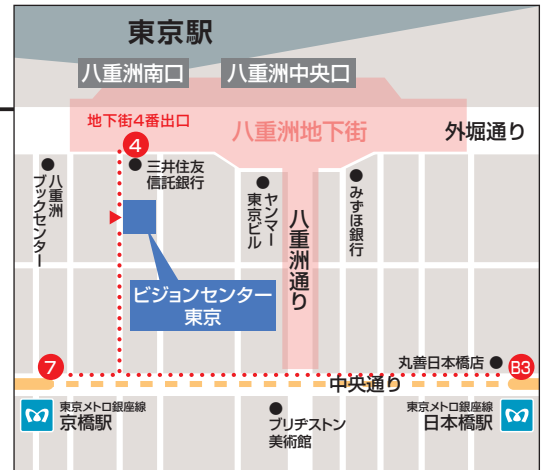 東京駅
八重洲南口
八重洲中央口
地下街4番出口
八重洲地下街
外堀通り
4
三井住友
信託銀行
八重洲
ブックセンター
ヤンマー
東京ビル
八重洲通り
みずほ銀行
ビジョンセンター
東京
7
丸善日本橋店
B3
中央通り
東京メトロ銀座線
京橋駅
ブリヂストン
美術館
東京メトロ銀座線
日本橋駅